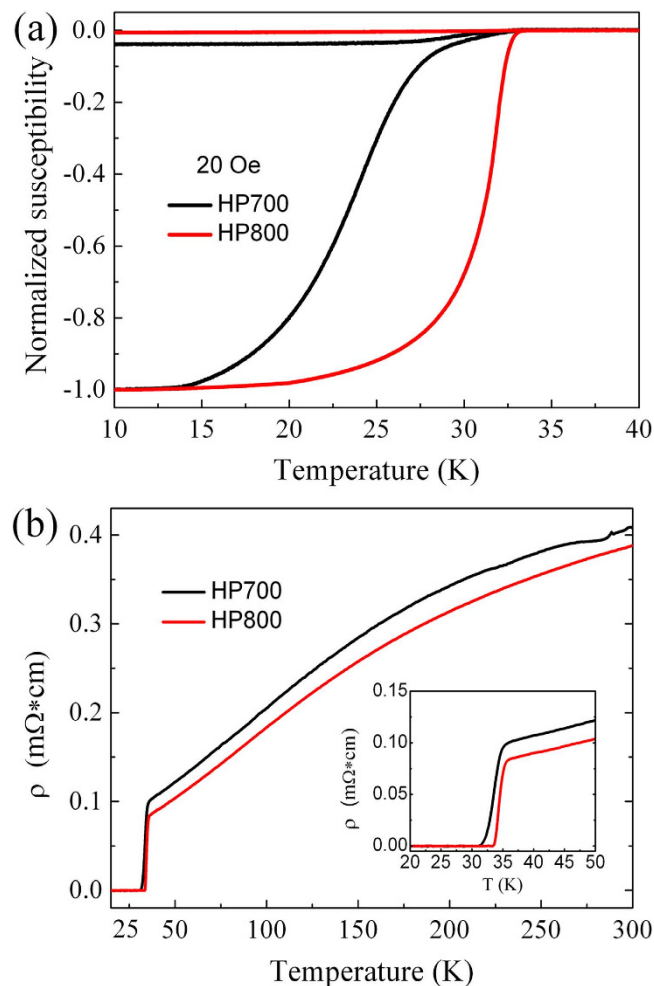 (a)
0.0
-0.2
-0.4
-0.6
-0.8
-1.0
Normalized susceptibility
20 Oe
HP700
HP800
10 15 20 25 30 35 40
Temperature (K)
(b)
0.4
0.3
0.2
0.1
0.0
ρ (mΩ*cm)
HP700
HP800
0.15
0.10
0.05
0.00
ρ (mΩ*cm)
20 25 30 35 40 45 50
T (K)
25 50 100 150 200 250 300
Temperature (K)